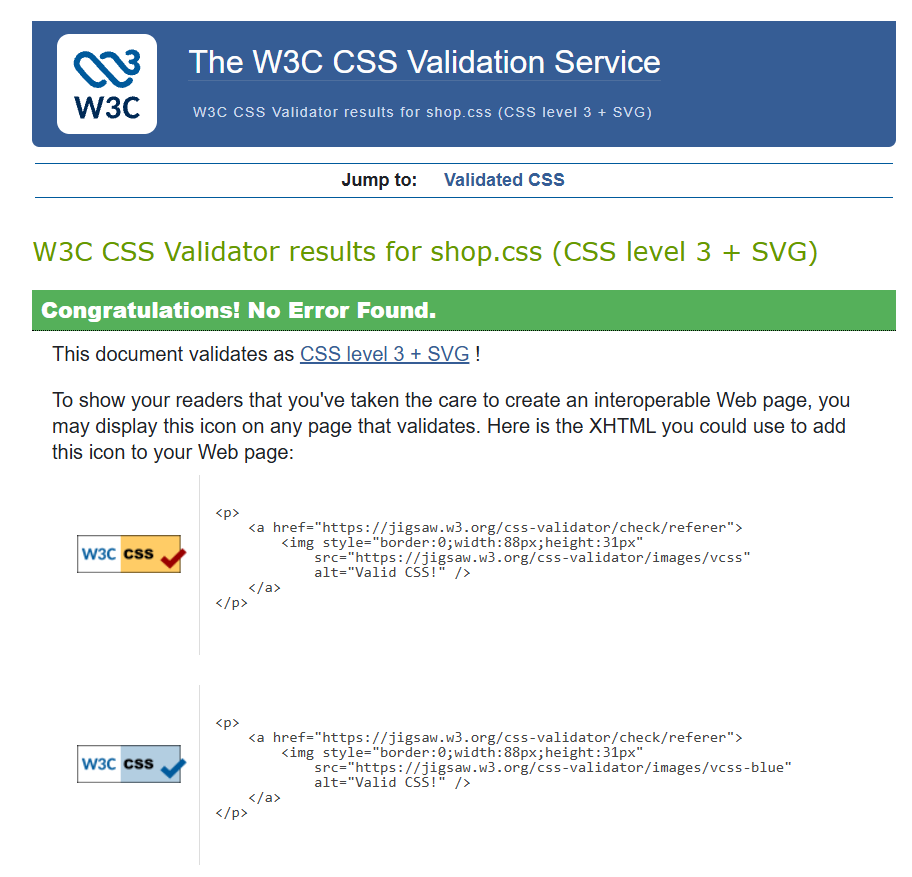 W3C
The W3C CSS Validation Service
W3C CSS Validator results for shop.css (CSS level 3 + SVG)
Jump to: Validated CSS
W3C CSS Validator results for shop.css (CSS level 3 + SVG)
Congratulations! No Error Found.
This document validates as CSS level 3 + SVG !
To show your readers that you've taken the care to create an interoperable Web page, you
may display this icon on any page that validates. Here is the XHTML you could use to add
this icon to your Web page:
W3C CSS
<p>
    <a href="https://jigsaw.w3.org/css-validator/check/referer">
        <img style="border:0;width:88px;height:31px"
            src="https://jigsaw.w3.org/css-validator/images/vcss"
            alt="Valid CSS!" />
    </a>
</p>
W3C CSS
<p>
    <a href="https://jigsaw.w3.org/css-validator/check/referer">
        <img style="border:0;width:88px;height:31px"
            src="https://jigsaw.w3.org/css-validator/images/vcss-blue"
            alt="Valid CSS!" />
    </a>
</p>